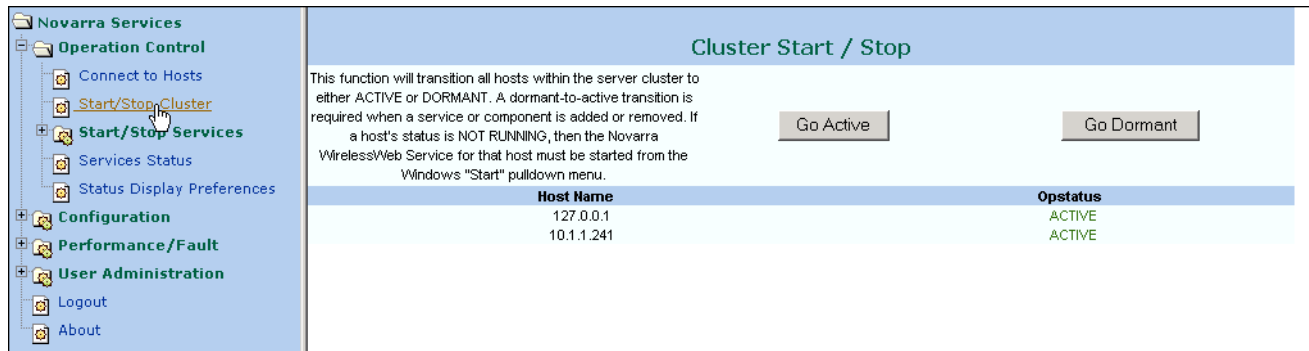 Novarra Services
Operation Control
Connect to Hosts
Start/Stop Cluster
Start/Stop Services
Services Status
Status Display Preferences
Configuration
Performance/Fault
User Administration
Logout
About
Cluster Start / Stop
This function will transition all hosts within the server cluster to
either ACTIVE or DORMANT. A dormant-to-active transition is
required when a service or component is added or removed. If
a host's status is NOT RUNNING, then the Novarra
WirelessWeb Service for that host must be started from the
Windows "Start" pulldown menu.
Go Active
Go Dormant
Host Name Opstatus
127.0.0.1 ACTIVE
10.1.1.241 ACTIVE